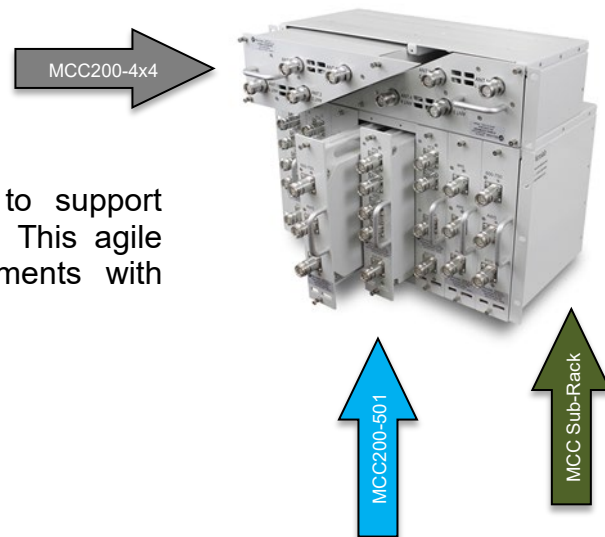 MCC200-4x4
to support
This agile
ments with
MCC200-501
MCC Sub-Rack